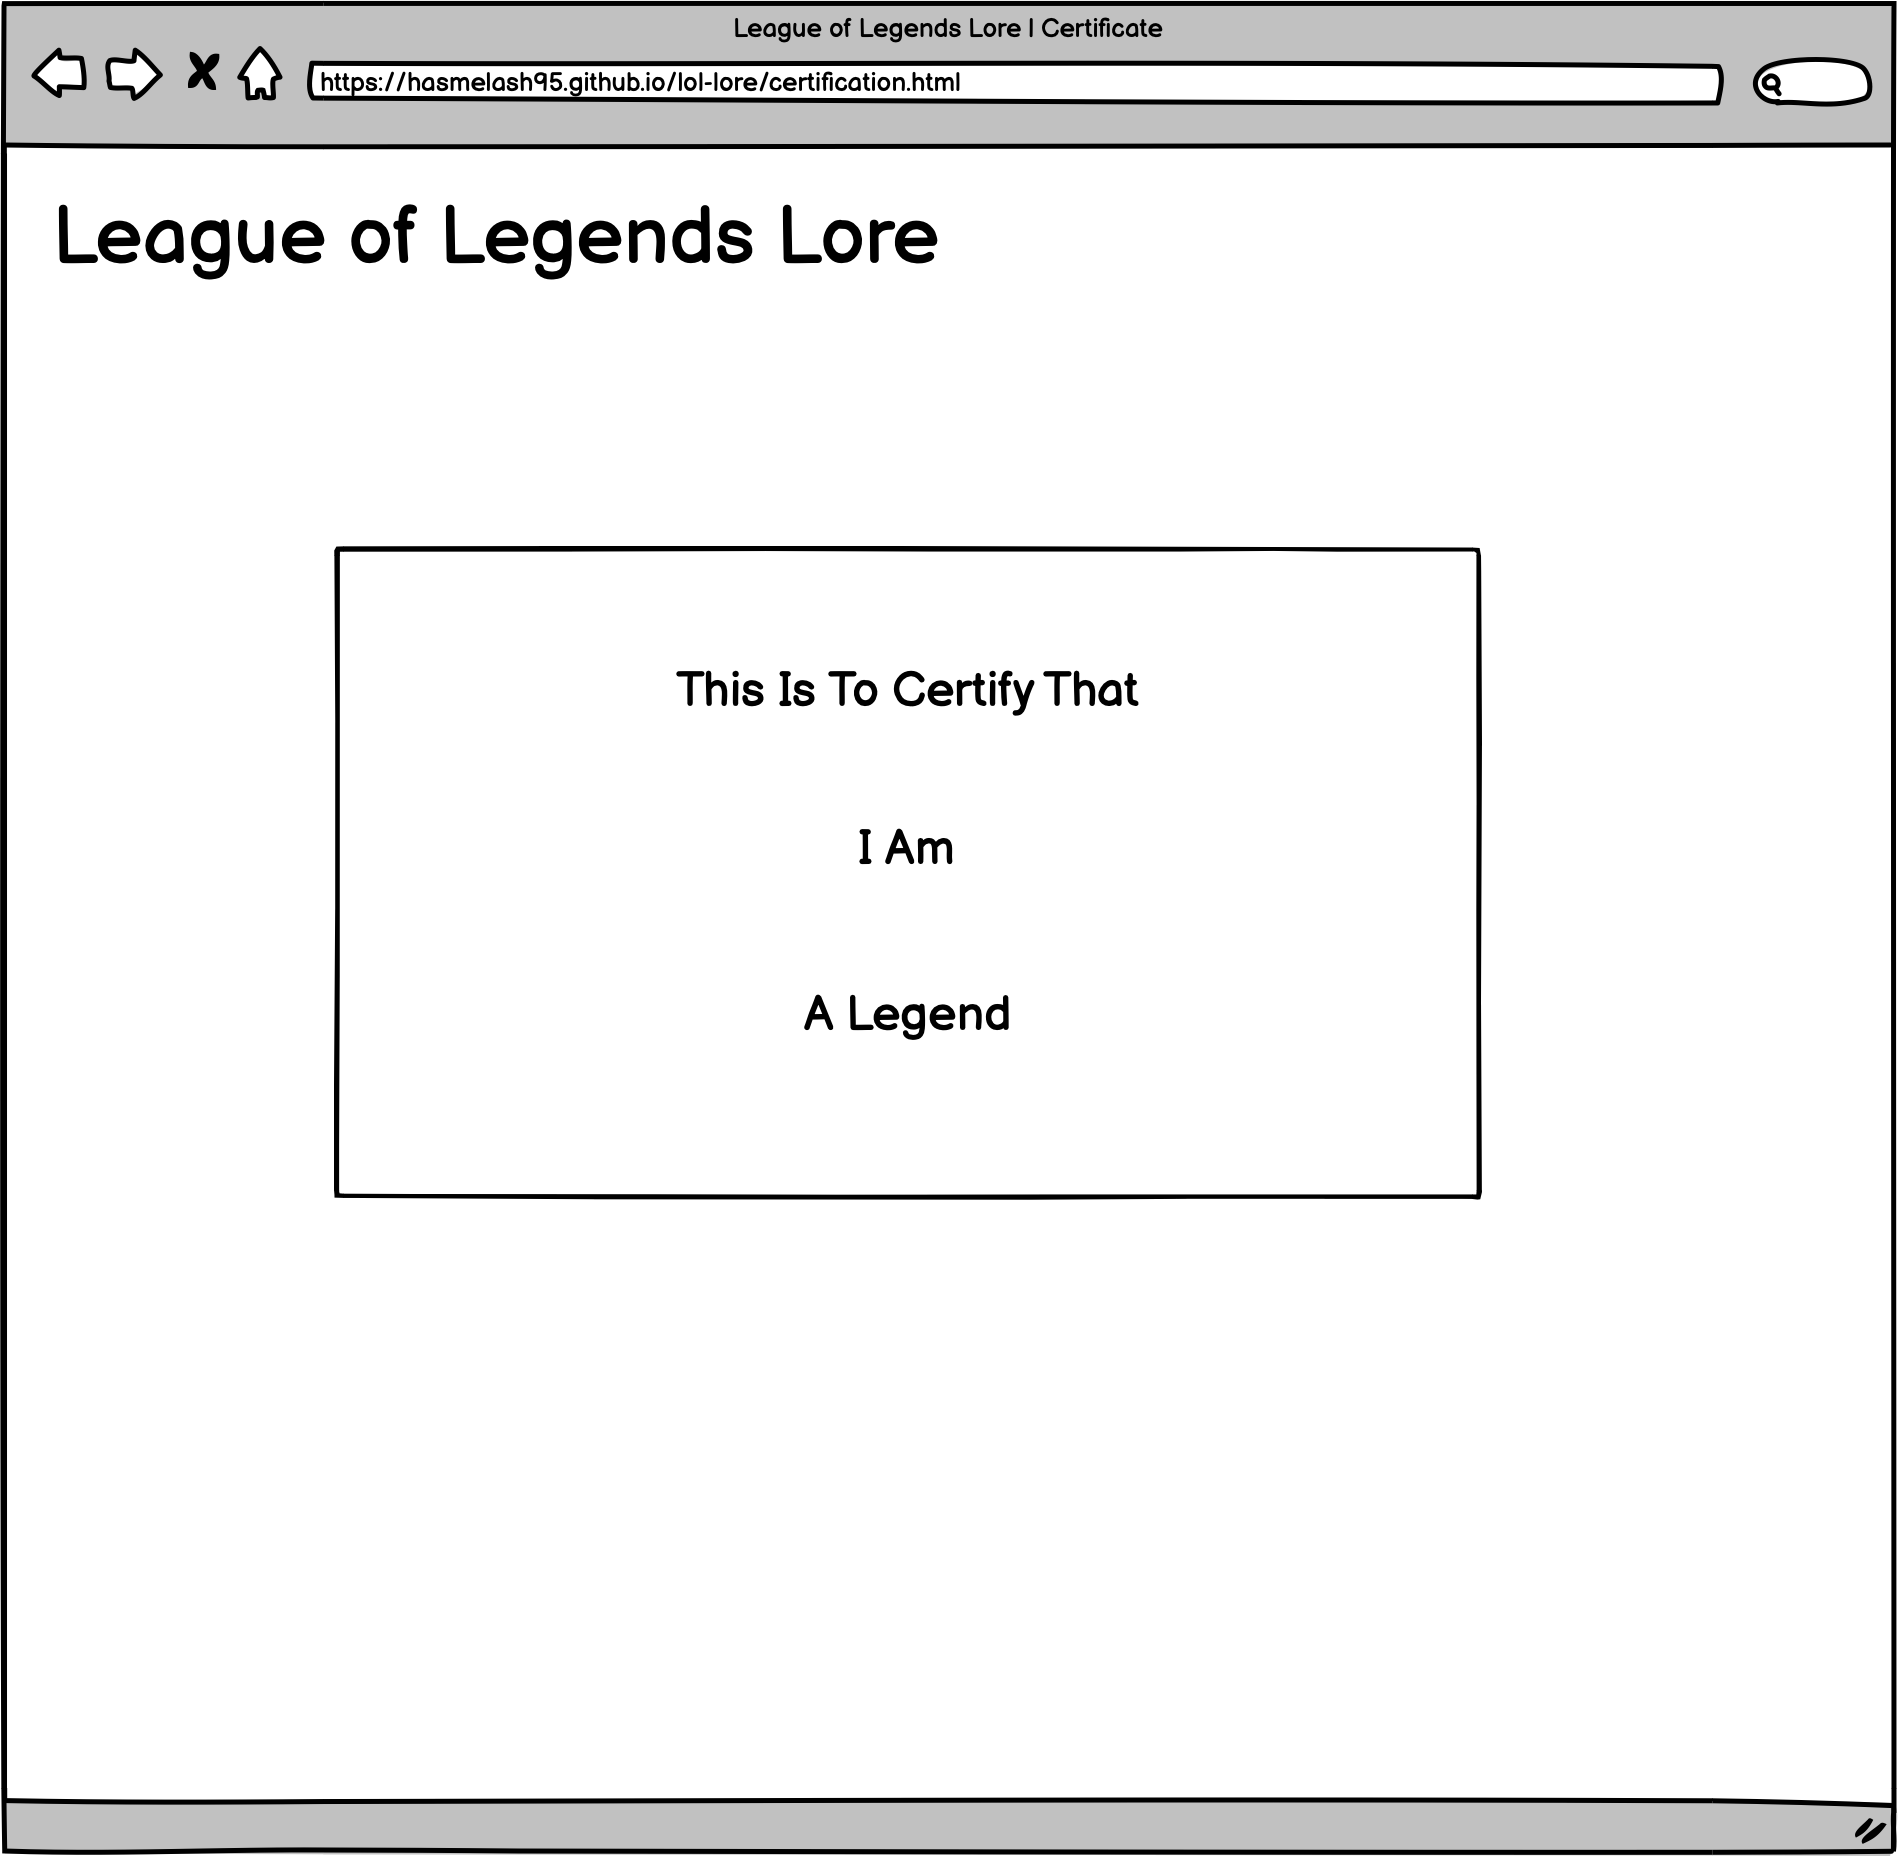 League of Legends Lore | Certificate
https://hasmelash95.github.io/lol-lore/certification.html
League of Legends Lore
This Is To Certify That
I Am
A Legend